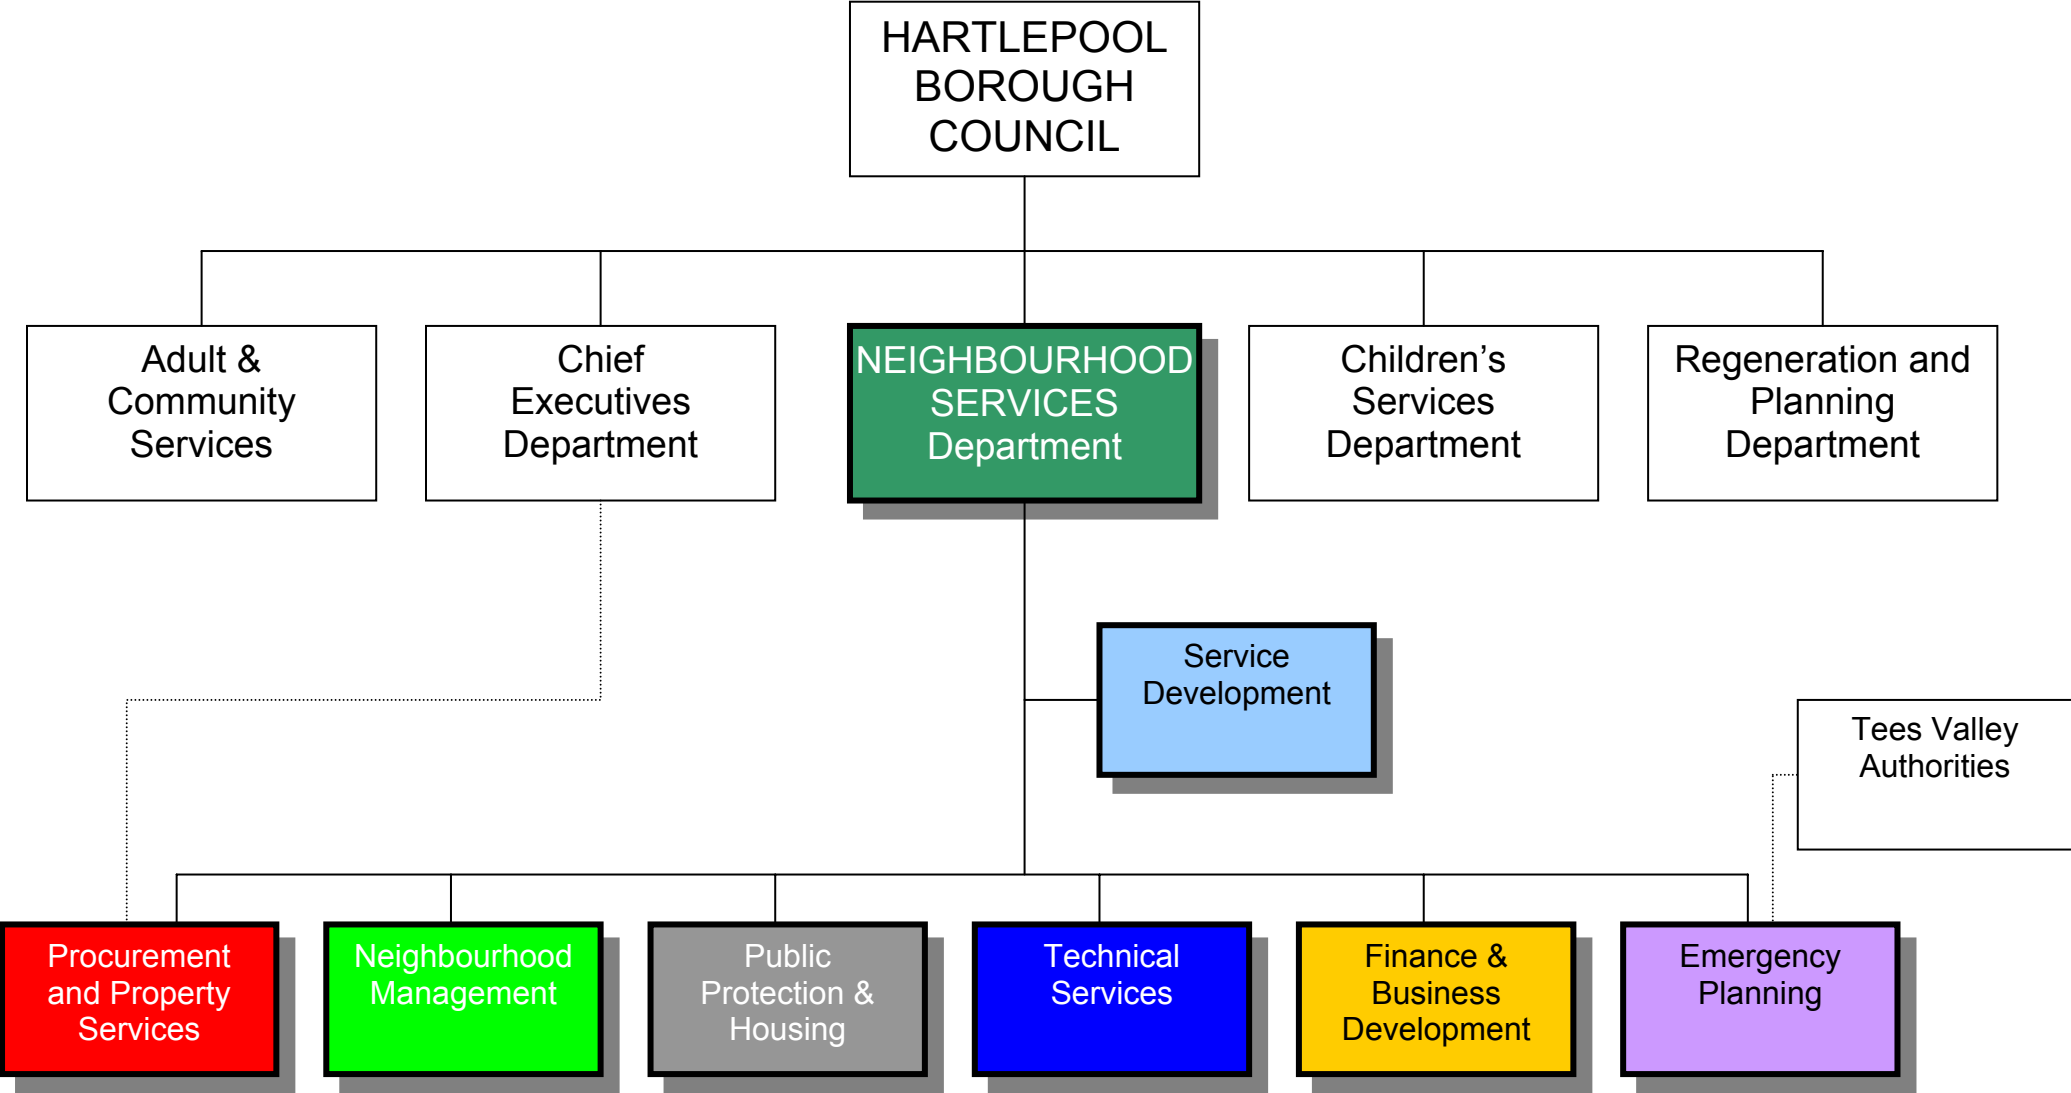 HARTLEPOOL
BOROUGH
COUNCIL
Adult &
Community
Services
Chief
Executives
Department
NEIGHBOURHOOD
SERVICES
Department
Children’s
Services
Department
Regeneration and
Planning
Department
Service
Development
Tees Valley
Authorities
Procurement
and Property
Services
Neighbourhood
Management
Public
Protection &
Housing
Technical
Services
Finance &
Business
Development
Emergency
Planning